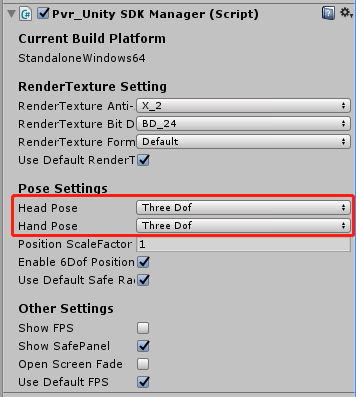 Pvr_Unity SDK Manager (Script)
Current Build Platform
StandaloneWindows64
RenderTexture Setting
RenderTexture Anti- X_2
RenderTexture Bit D BD_24
RenderTexture Form Default
Use Default RenderT
Pose Settings
Head Pose Three Dof
Hand Pose Three Dof
Position ScaleFactor 1
Enable 6Dof Position
Use Default Safe Ra
Other Settings
Show FPS
Show SafePanel
Open Screen Fade
Use Default FPS